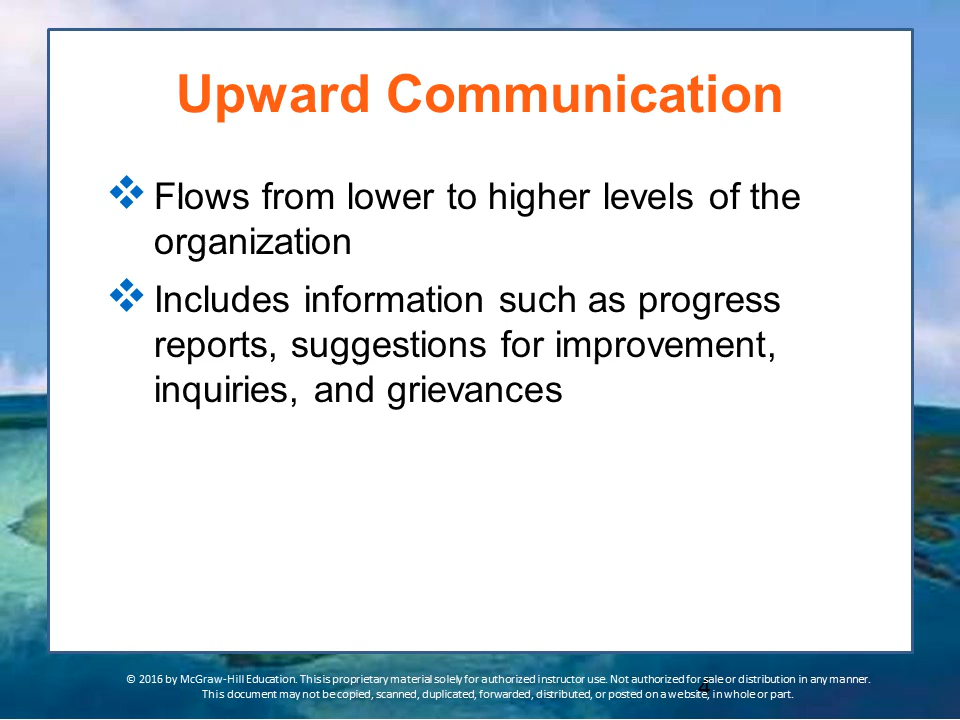 Upward Communication
Flows from lower to higher levels of the
organization
Includes information such as progress
reports, suggestions for improvement,
inquiries, and grievances
© 2016 by McGraw-Hill Education. This is proprietary material solely for authorized instructor use. Not authorized for sale or distribution in any manner.
This document may not be copied, scanned, duplicated, forwarded, distributed, or posted on a website, in whole or part.
4